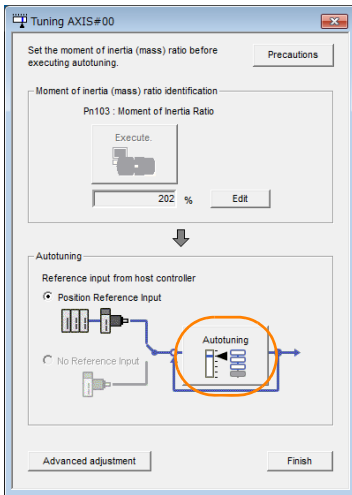 Tuning AXIS#00
Set the moment of inertia (mass) ratio before
executing autotuning.
Precautions
Moment of inertia (mass) ratio identification
Pn103 : Moment of Inertia Ratio
Execute.
202 % Edit
Autotuning
Reference input from host controller
Position Reference Input
No Reference Input
Autotuning
Advanced adjustment
Finish